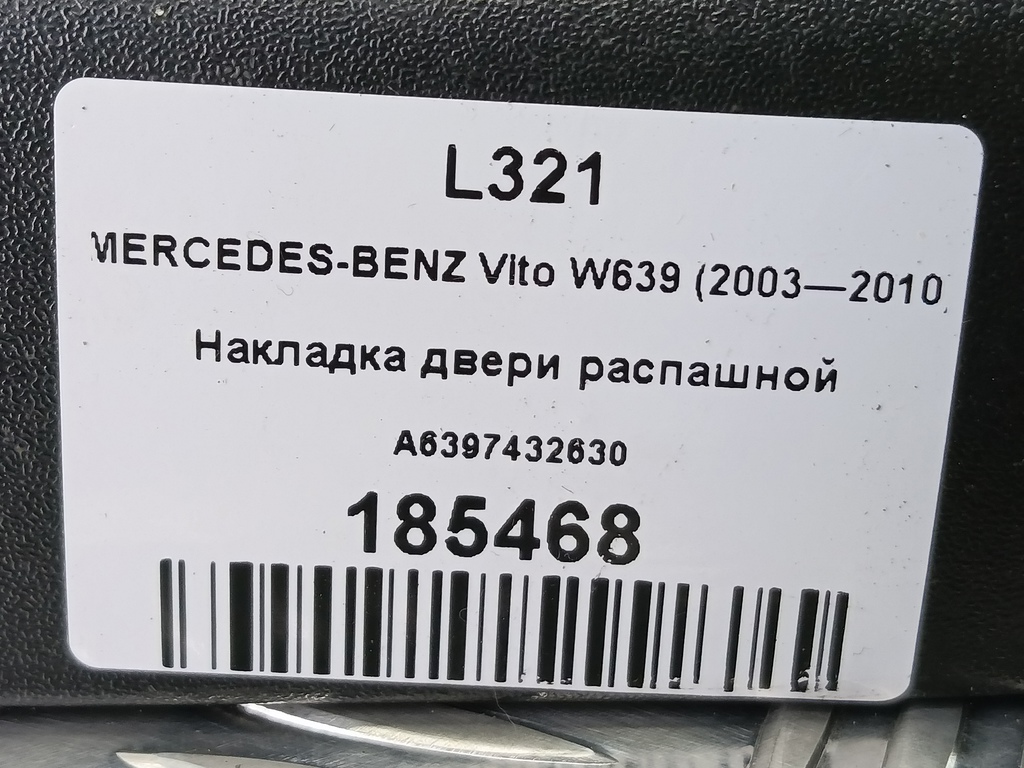 L321
MERCEDES-BENZ Vito W639 (2003—2010)
Накладка двери распашной
A6397432630
185468